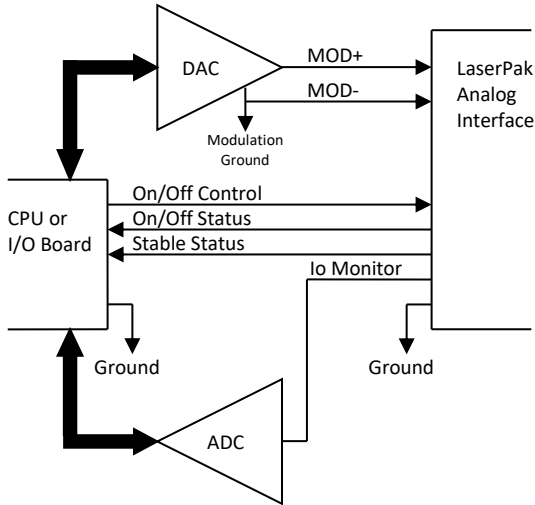 DAC
MOD+
MOD-
Modulation
Ground
LaserPak
Analog
Interface
CPU or
I/O Board
On/Off Control
On/Off Status
Stable Status
Io Monitor
Ground
Ground
ADC